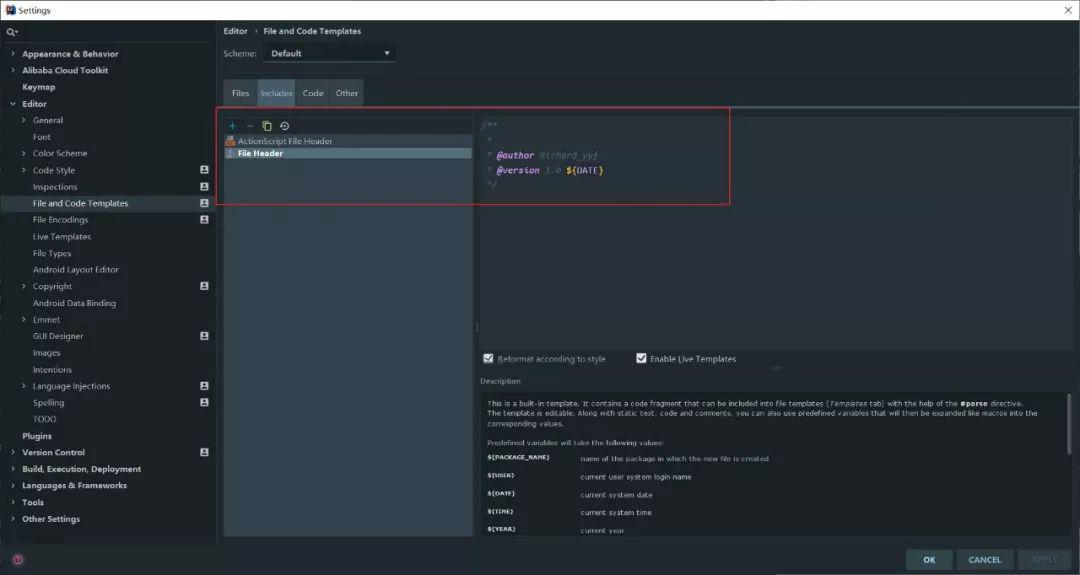 Settings
Appearance & Behavior
Alibaba Cloud Toolkit
Keymap
Editor
General
Font
Color Scheme
Code Style
Inspections
File and Code Templates
File Encodings
Live Templates
File Types
Android Layout Editor
Copyright
Android Data Binding
Emmet
GUI Designer
Images
Intentions
Language Injections
Spelling
TODO
Plugins
Version Control
Build, Execution, Deployment
Languages & Frameworks
Tools
Other Settings
Editor › File and Code Templates
Scheme: Default
Files Includes Code Other
ActionScript File Header
File Header
/**
*
* @author Richard_yyf
* @version 1.0 ${DATE}
*/
Reformat according to style Enable Live Templates
Description
This is a built-in template. It contains a code fragment that can be included into file templates (Templates tab) with the help of the #parse directive.
The template is editable. Along with static text, code and comments, you can also use predefined variables that will then be expanded like macros into the
corresponding values.
Predefined variables will take the following values:
${PACKAGE_NAME} name of the package in which the new file is created
${USER} current user system login name
${DATE} current system date
${TIME} current system time
${YEAR} current year
OK CANCEL APPLY